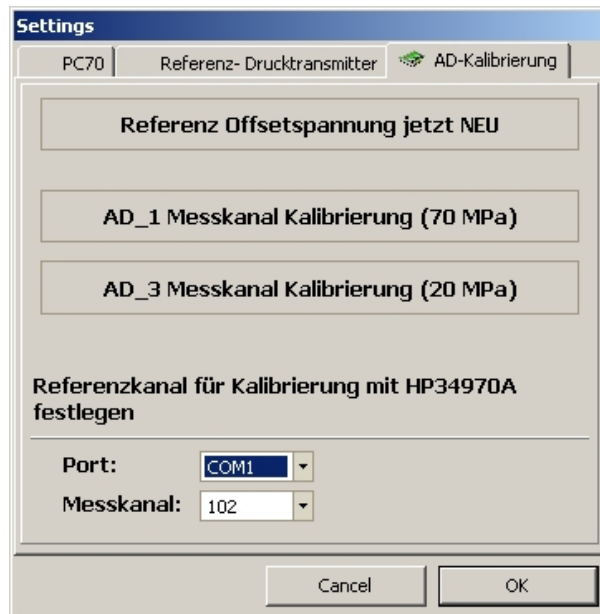 Settings
PC70
Referenz- Drucktransmitter
AD-Kalibrierung
Referenz Offsetspannung jetzt NEU
AD_1 Messkanal Kalibrierung (70 MPa)
AD_3 Messkanal Kalibrierung (20 MPa)
Referenzkanal für Kalibrierung mit HP34970A
festlegen
Port: COM1
Messkanal: 102
Cancel OK